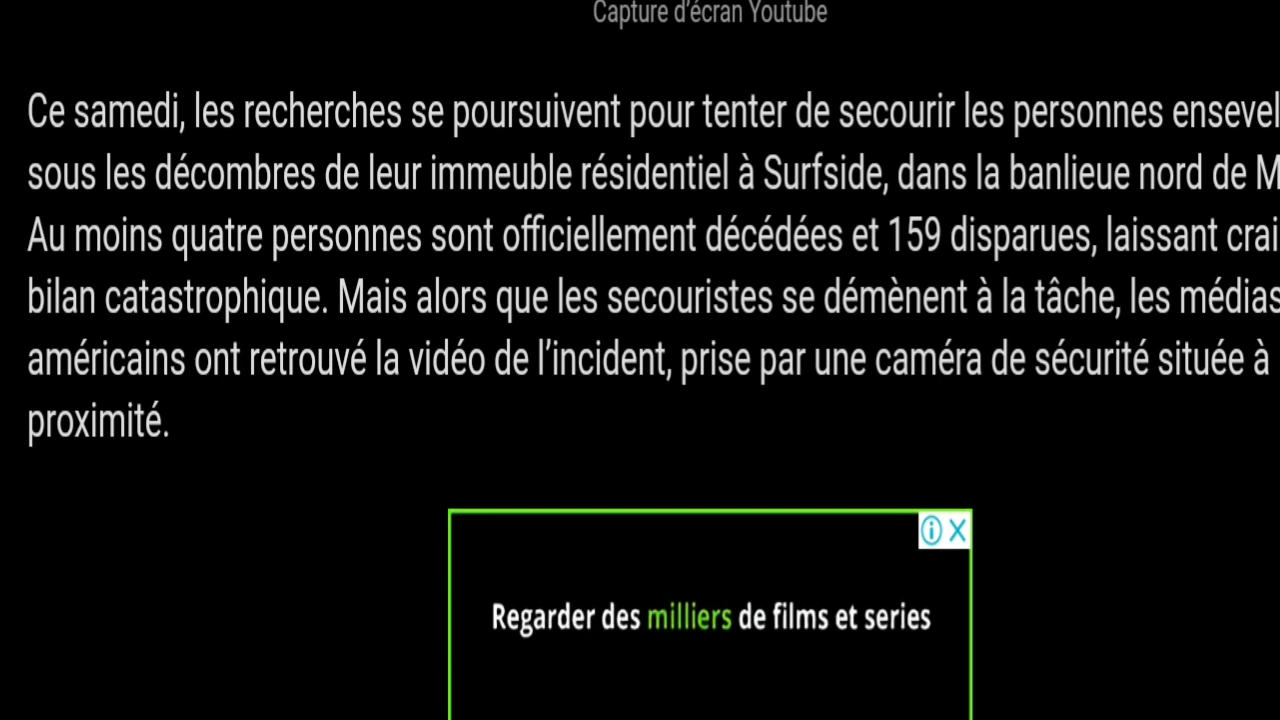 Capture d'écran Youtube
Ce samedi, les recherches se poursuivent pour tenter de secourir les personnes
sous les décombres de leur immeuble résidentiel à Surfside, dans la banlieue nord de
Au moins quatre personnes sont officiellement décédées et 159 disparues, laissant
bilan catastrophique. Mais alors que les secouristes se démènent à la tâche, les médias
américains ont retrouvé la vidéo de l'incident, prise par une caméra de sécurité située à
proximité.
Regarder des milliers de films et series